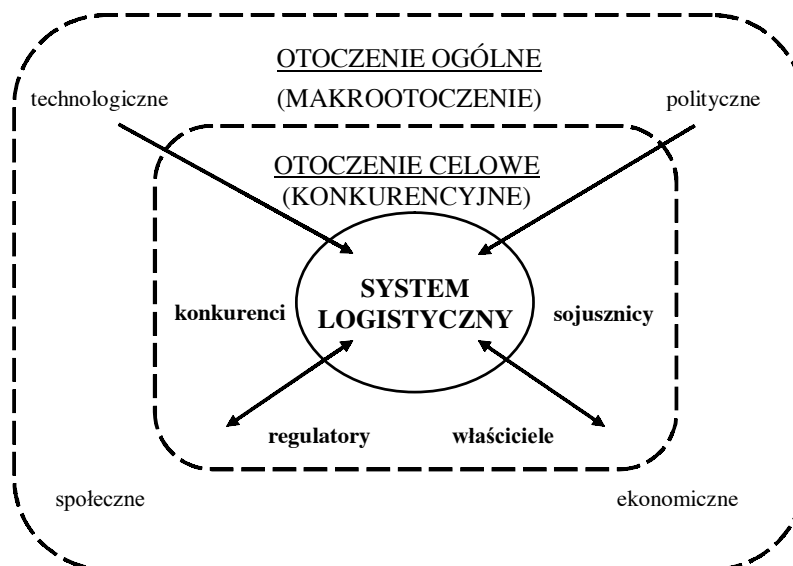 OTOCZENIE OGÓLNE
(MAKROOTOCZENIE)
technologiczne
polityczne
OTOCZENIE CELOWE
(KONKURENCYJNE)
SYSTEM
LOGISTYCZNY
konkurenci
sojusznicy
regulatory
właściciele
społeczne
ekonomiczne